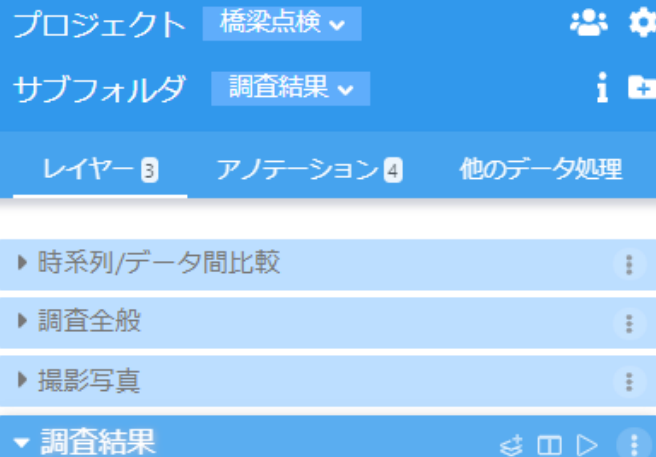 プロジェクト 橋梁点検
サブフォルダ 調査結果
レイヤー 3 アノテーション 4 他のデータ処理
時系列/データ間比較
調査全般
撮影写真
調査結果